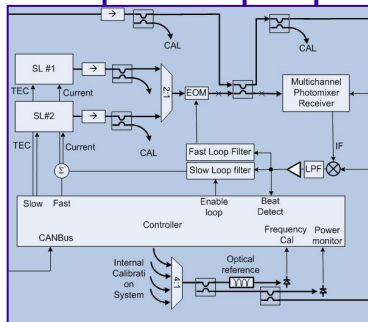 CAL
CAL
SL #1
TEC
Current
SL#2
CAL
TEC
Current
2:1
EOM
Multichannel
Photomixer
Receiver
Fast Loop Filter
Slow Loop filter
IF
LPF
Σ
Slow
Fast
Enable
loop
Beat
Detect
Controller
CANBus
Frequency
Cal
Power
monitor
Internal
Calibrati
on
System
4:1
Optical
reference